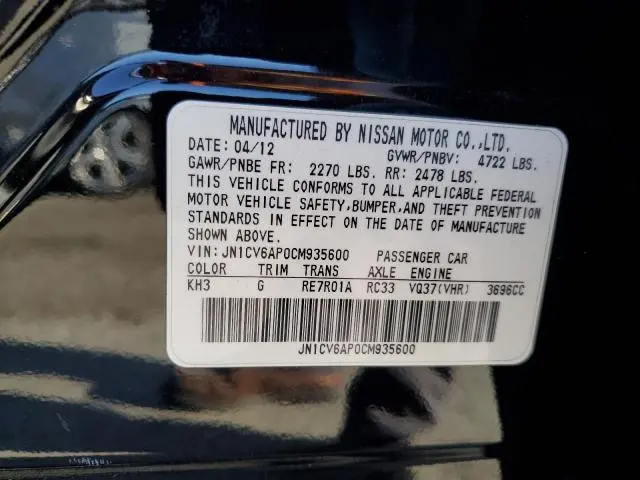 MANUFACTURED BY NISSAN MOTOR CO.,LTD.
DATE: 04/12 GVWR/PNBV: 4722 LBS.
GAWR/PNBE FR: 2270 LBS. RR: 2478 LBS.
THIS VEHICLE CONFORMS TO ALL APPLICABLE FEDERAL
MOTOR VEHICLE SAFETY,BUMPER,AND THEFT PREVENTION
STANDARDS IN EFFECT ON THE DATE OF MANUFACTURE
SHOWN ABOVE.
VIN: JN1CV6AP0CM935600 PASSENGER CAR
COLOR TRIM TRANS AXLE ENGINE
KH3 G RE7R01A RC33 VQ37(VHR) 3696CC
JN1CV6AP0CM935600